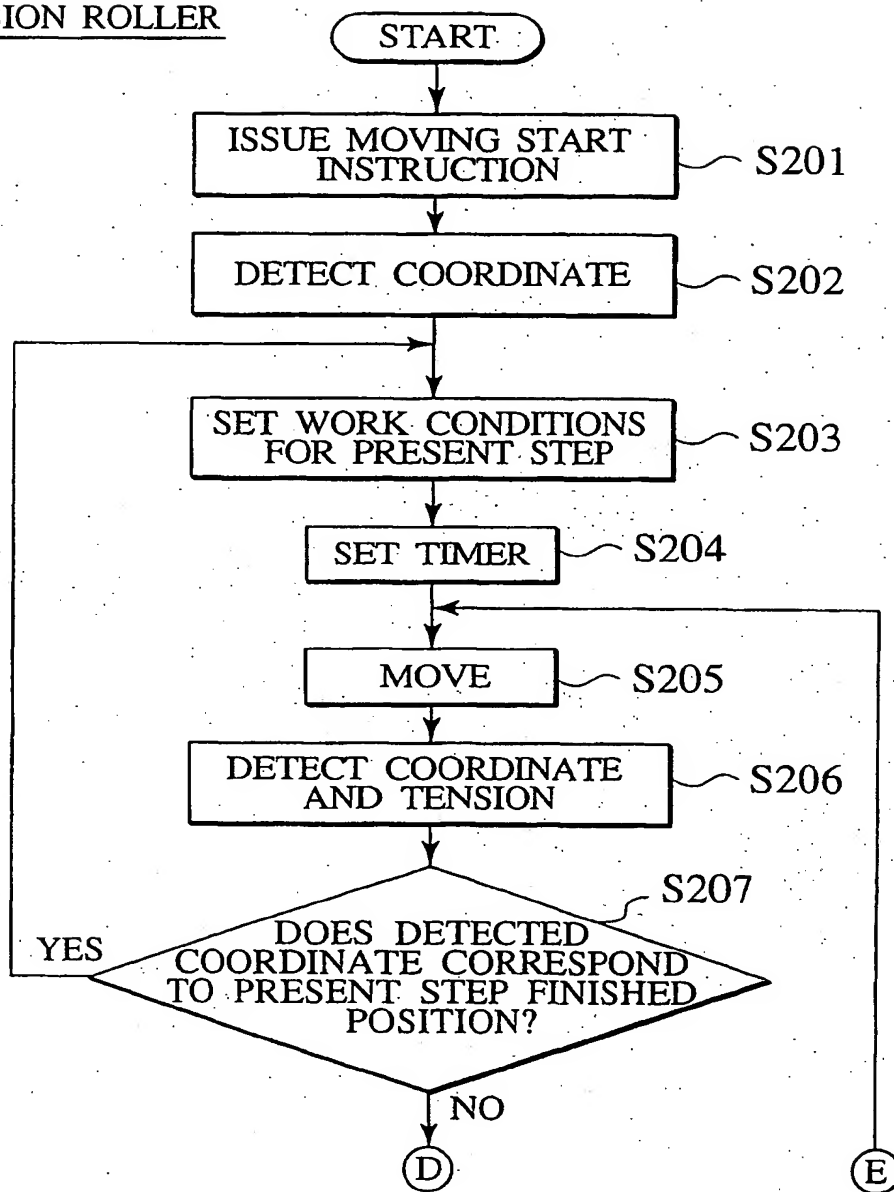 ION ROLLER
START
ISSUE MOVING START
INSTRUCTION
S201
DETECT COORDINATE
S202
SET WORK CONDITIONS
FOR PRESENT STEP
S203
SET TIMER
S204
MOVE
S205
DETECT COORDINATE
AND TENSION
S206
S207
DOES DETECTED
COORDINATE CORRESPOND
TO PRESENT STEP FINISHED
POSITION?
YES
NO
D
E